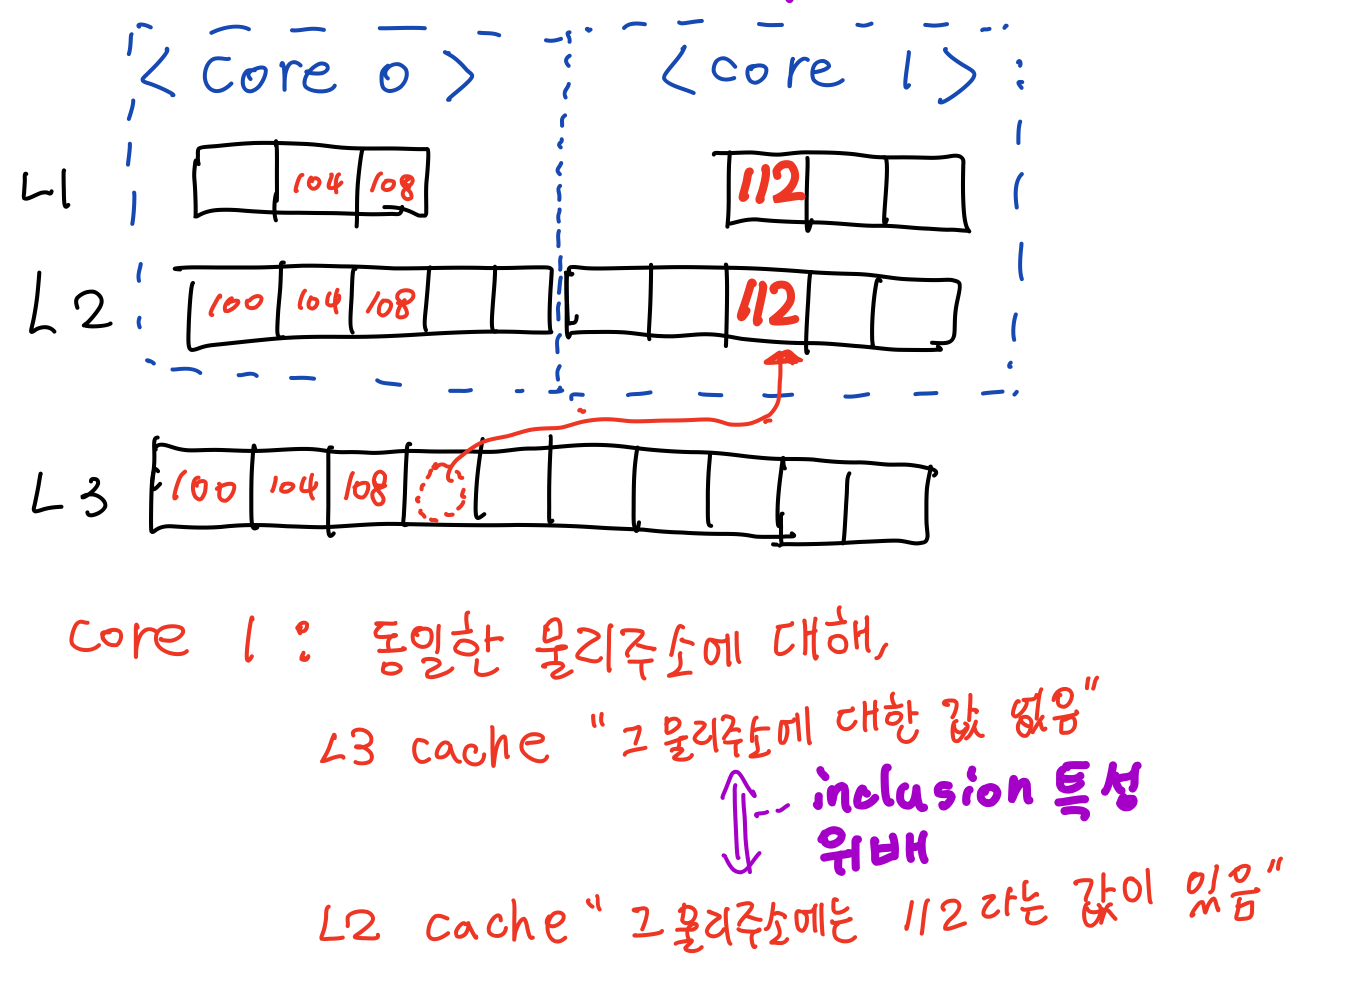 <core 0> <core 1>
L1 104 108 112
L2 100 104 108 112
L3 100 104 108
core 1 : 동일한 물리주소에 대해,
L3 cache "그 물리주소에 대한 값 없음"
inclusion 특성
위배
L2 cache "그 물리주소에는 112라는 값이 있음"